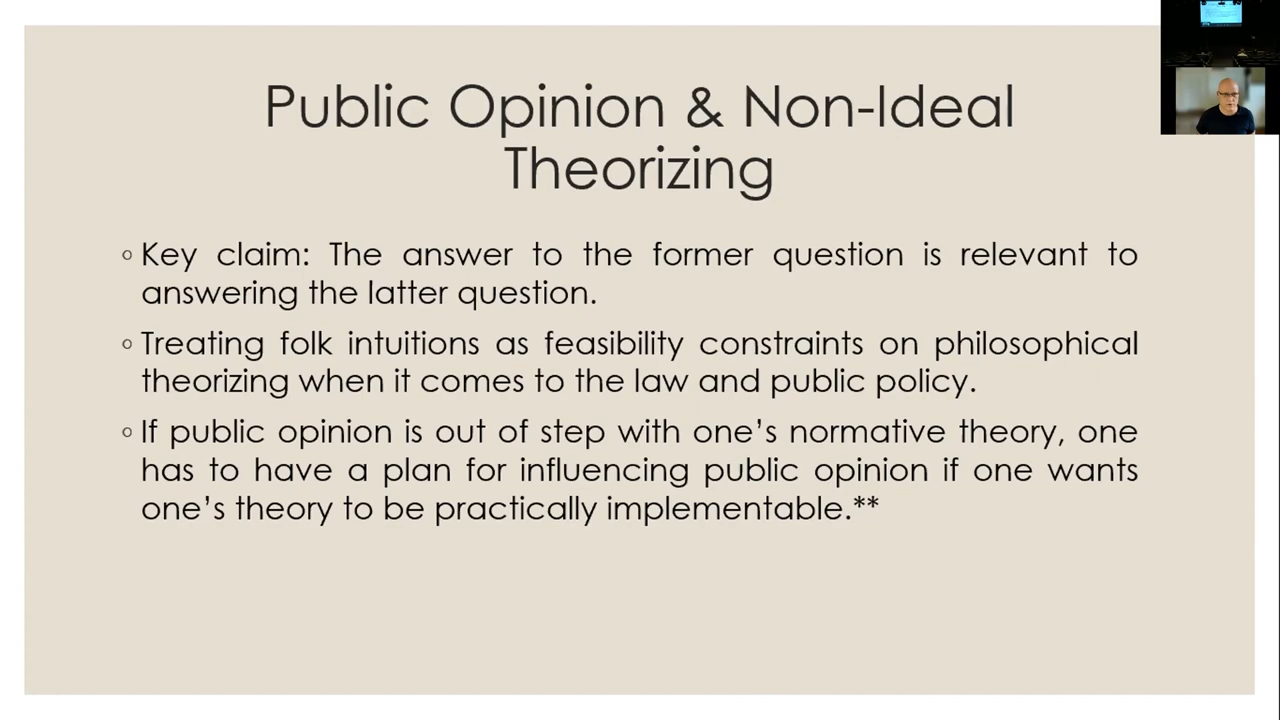 Public Opinion & Non-Ideal
Theorizing
◦ Key claim: The answer to the former question is relevant to
answering the latter question.
◦ Treating folk intuitions as feasibility constraints on philosophical
theorizing when it comes to the law and public policy.
◦ If public opinion is out of step with one’s normative theory, one
has to have a plan for influencing public opinion if one wants
one’s theory to be practically implementable.**